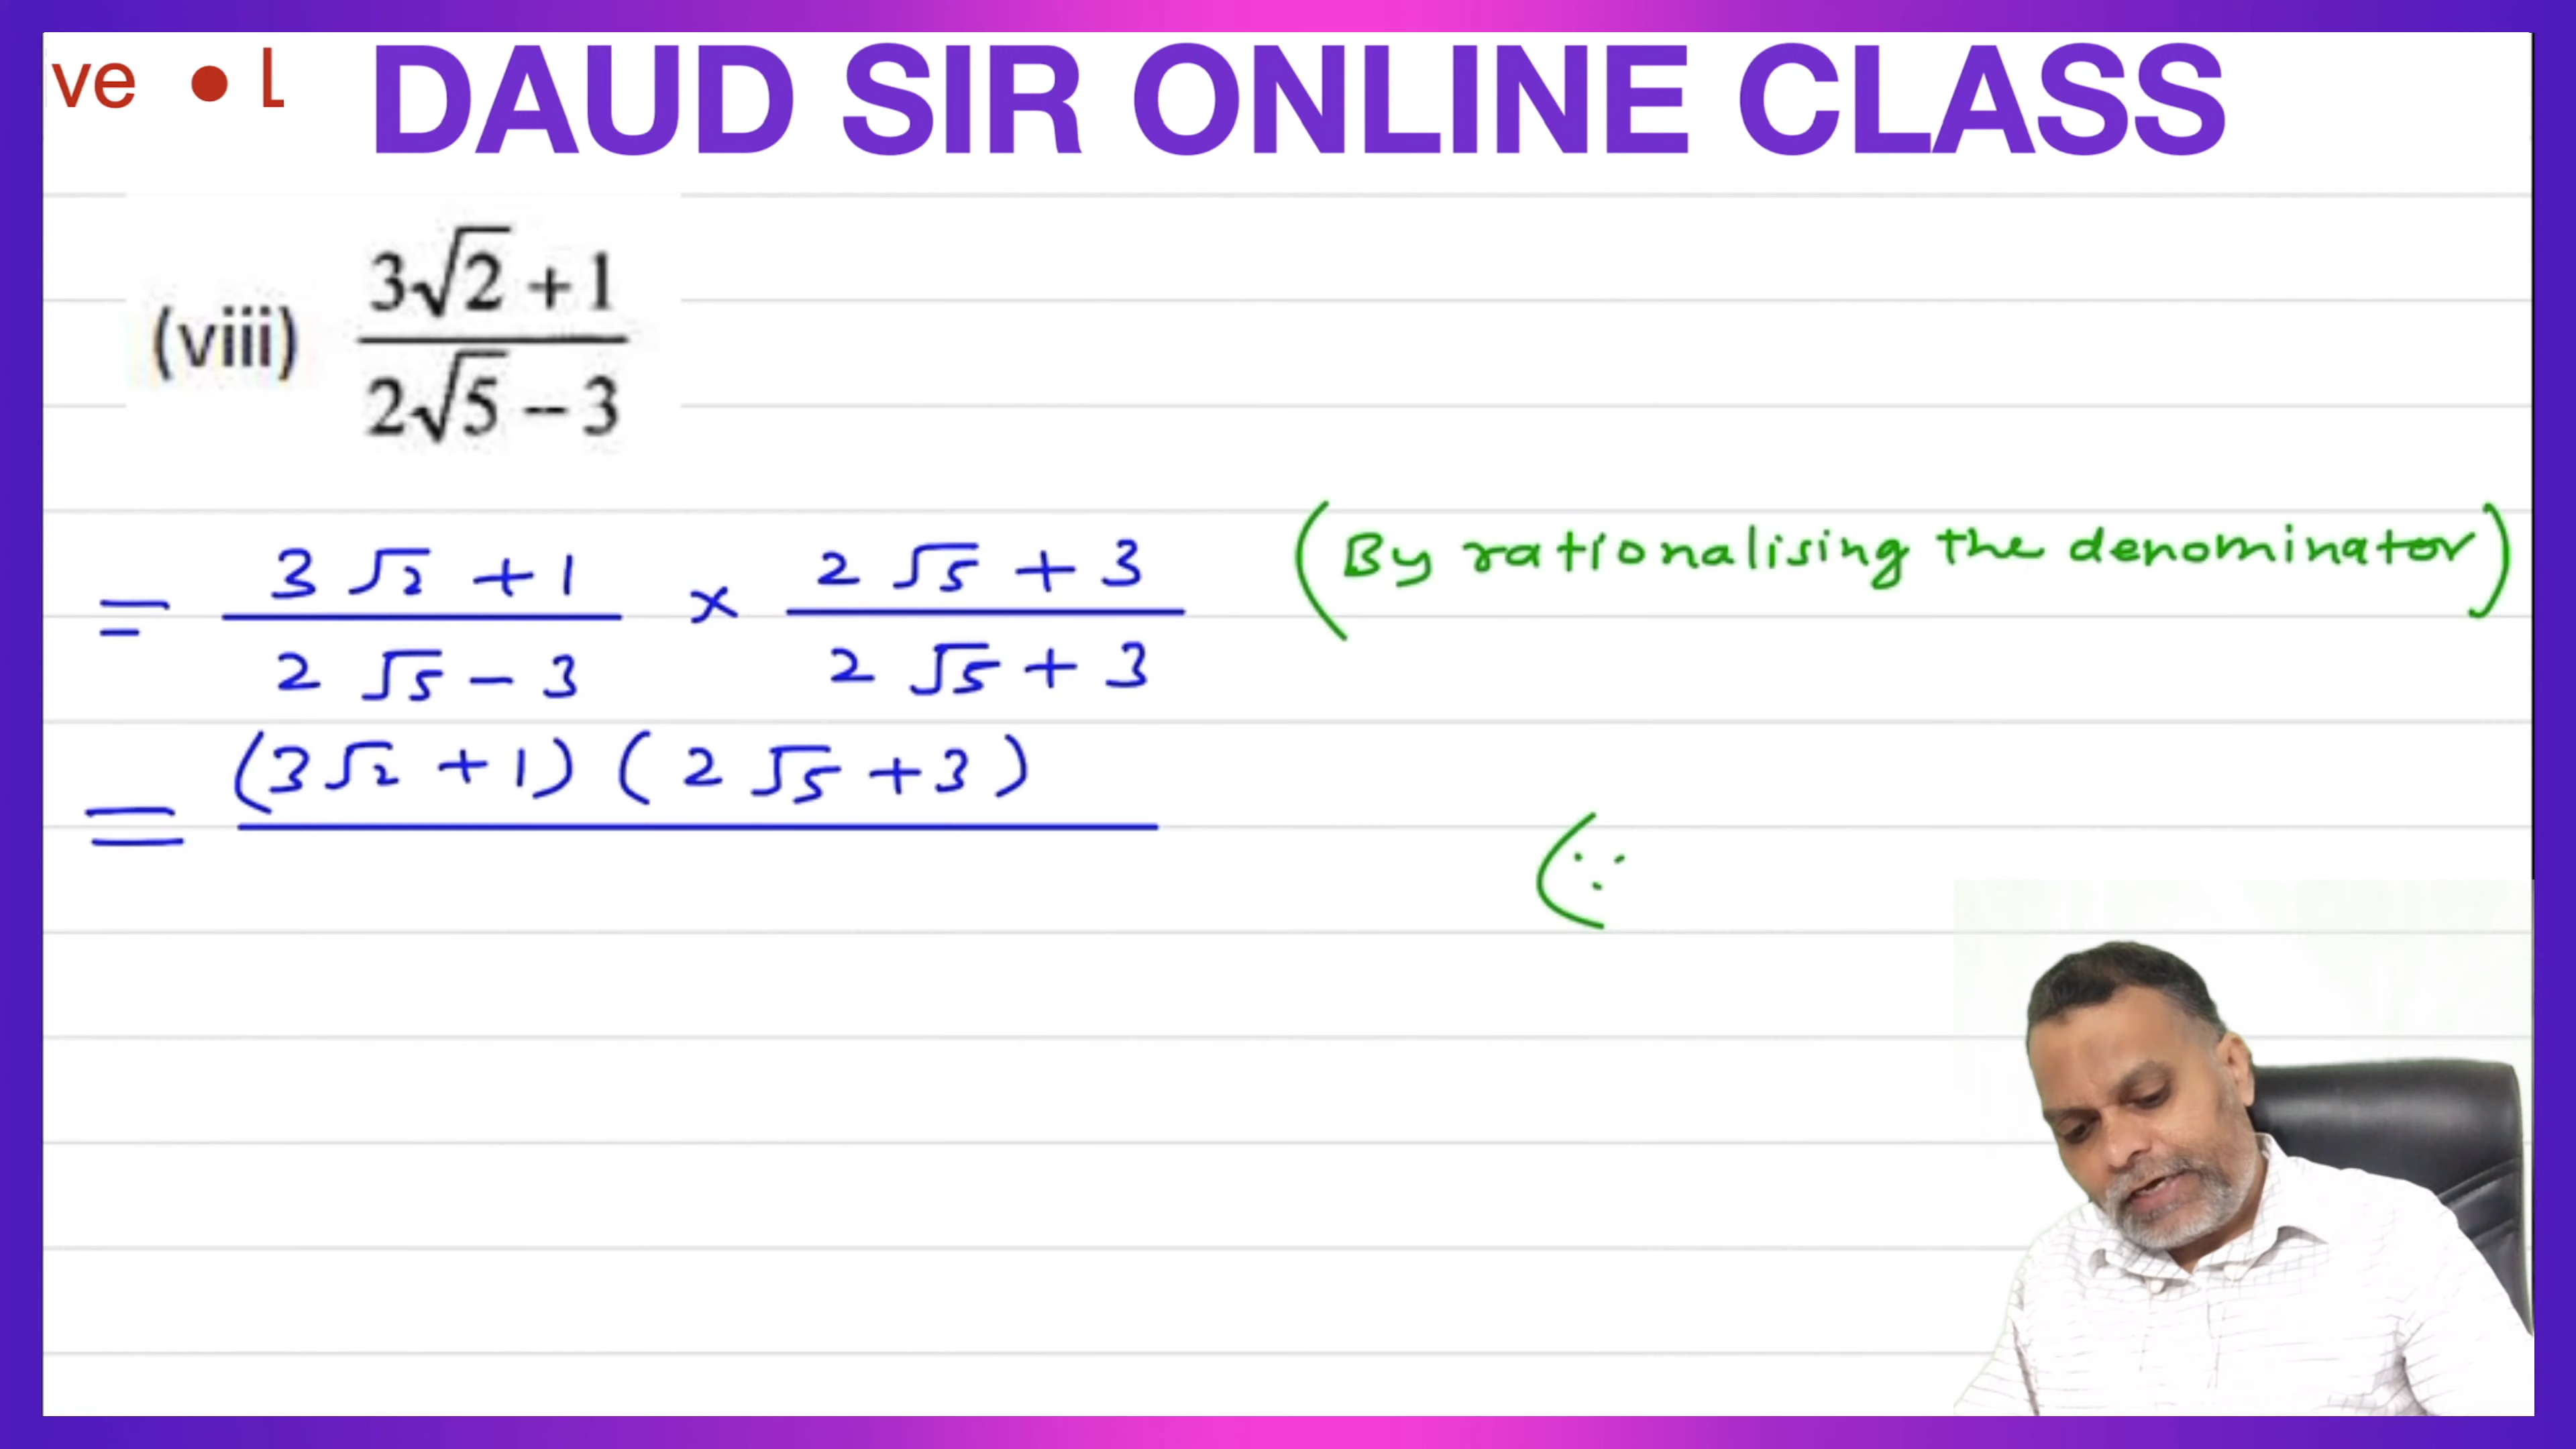 ve ● L DAUD SIR ONLINE CLASS
(viii) (3√2 + 1)/(2√5 − 3)
= (3√2 + 1)/(2√5 − 3) × (2√5 + 3)/(2√5 + 3) (By rationalising the denominator)
= (3√2 + 1)(2√5 + 3)
(∵